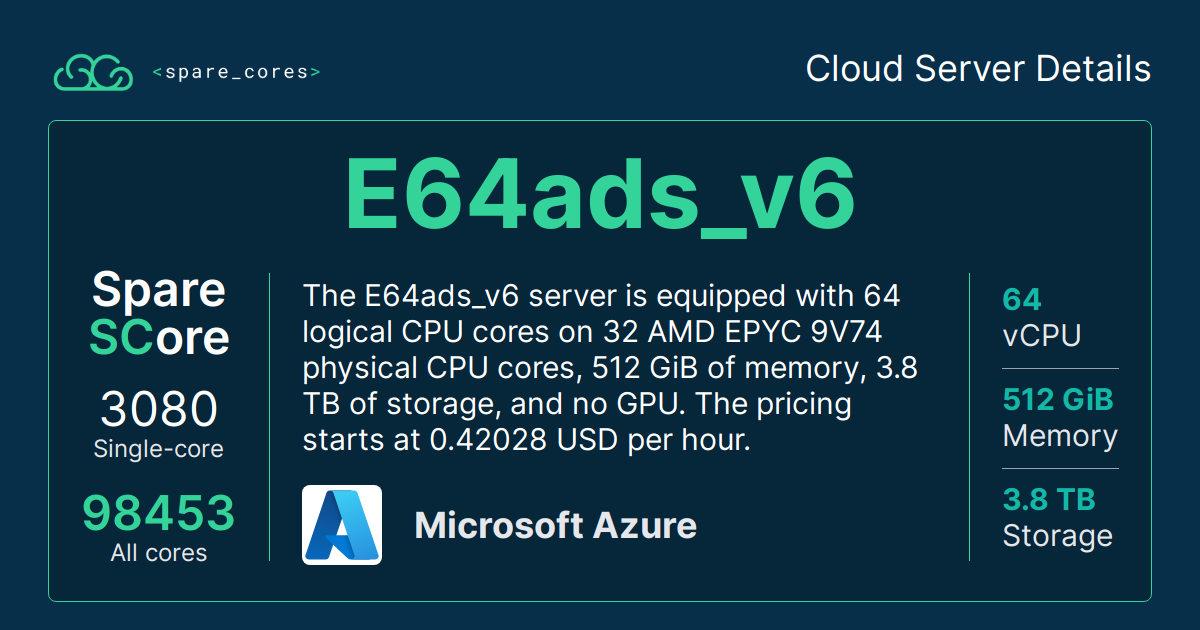 <spare_cores>
Cloud Server Details
E64ads_v6
Spare
SCore
3080
Single-core
98453
All cores
The E64ads_v6 server is equipped with 64
logical CPU cores on 32 AMD EPYC 9V74
physical CPU cores, 512 GiB of memory, 3.8
TB of storage, and no GPU. The pricing
starts at 0.42028 USD per hour.
Microsoft Azure
64
vCPU
512 GiB
Memory
3.8 TB
Storage